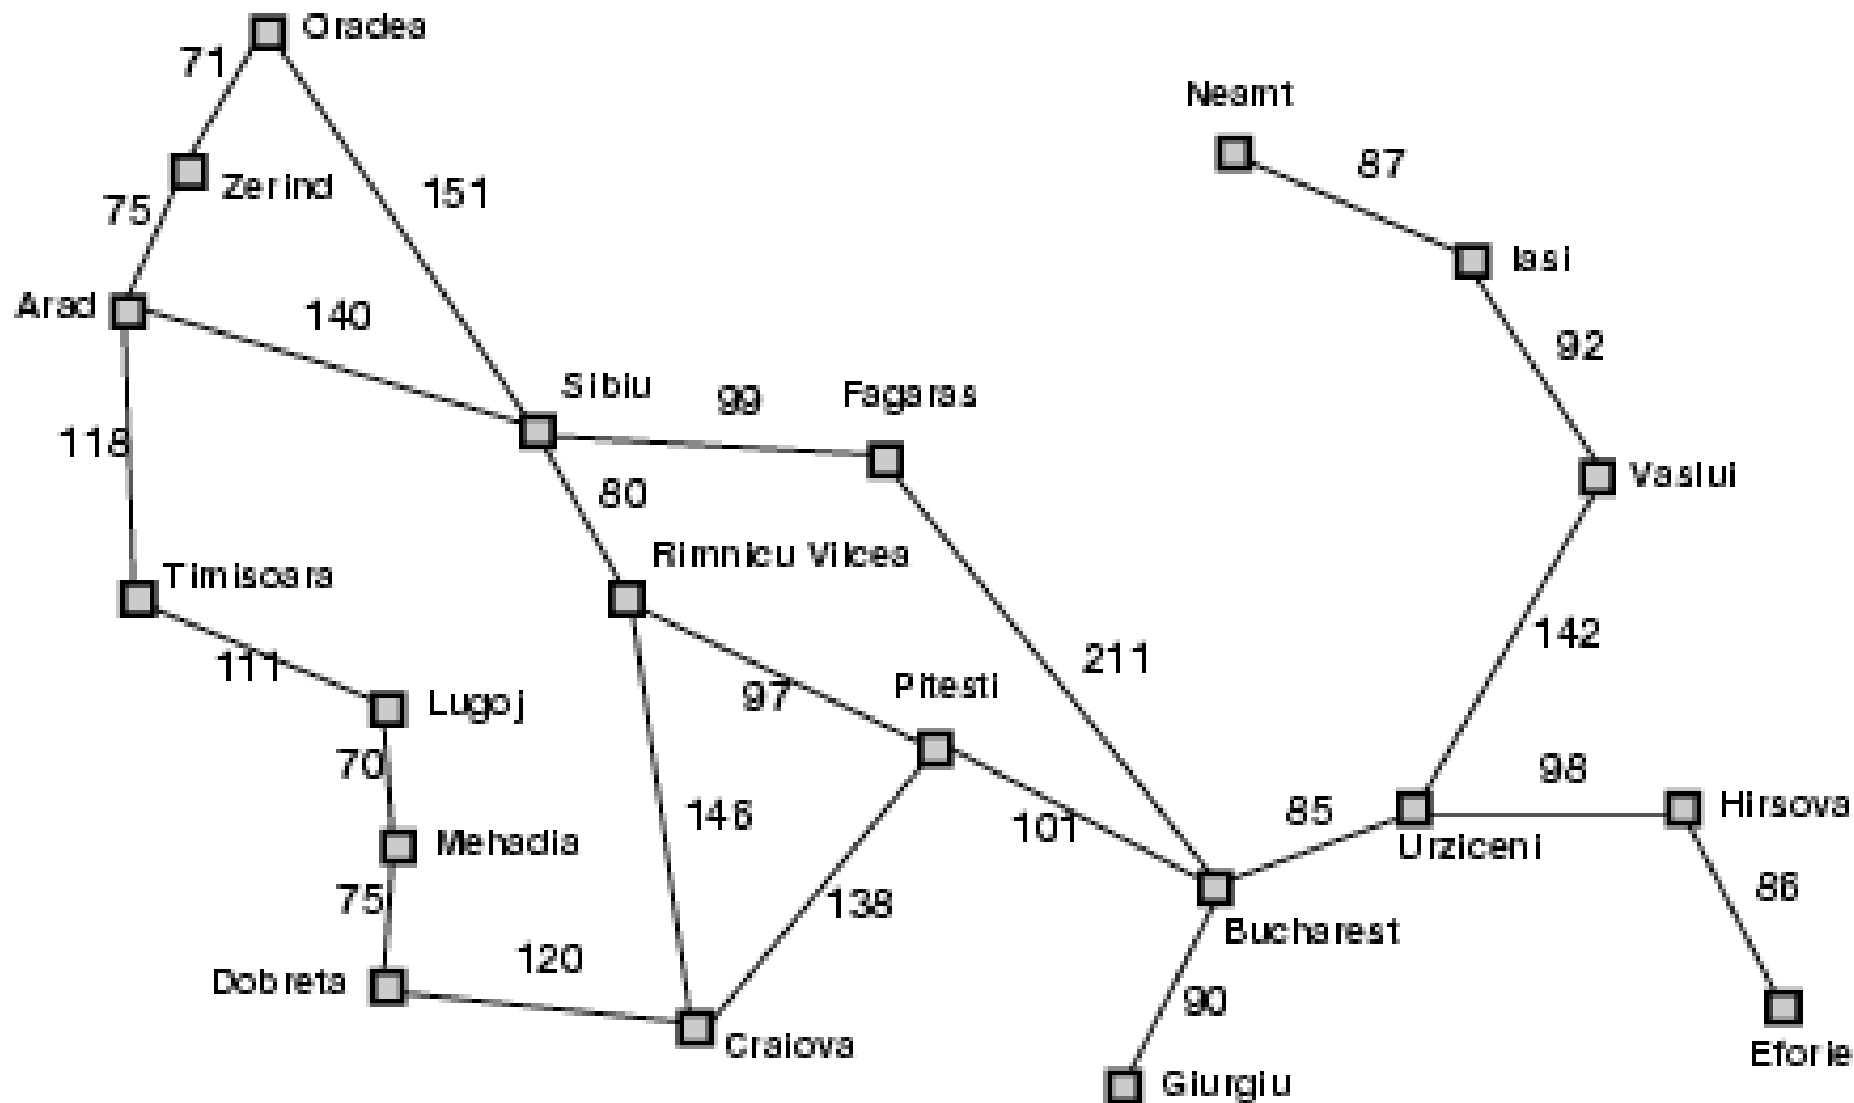 Oradea
71
Neamt
87
Zerind
151
75
Iasi
Arad
140
92
Sibiu
99
Fagaras
118
Vaslui
80
Rimnicu Vilcea
Timisoara
142
211
111
97
Pitesti
Lugoj
70
98
Hirsova
146
101
85
Mehadia
Urziceni
86
75
138
Bucharest
120
Dobreta
90
Craiova
Eforie
Giurgiu